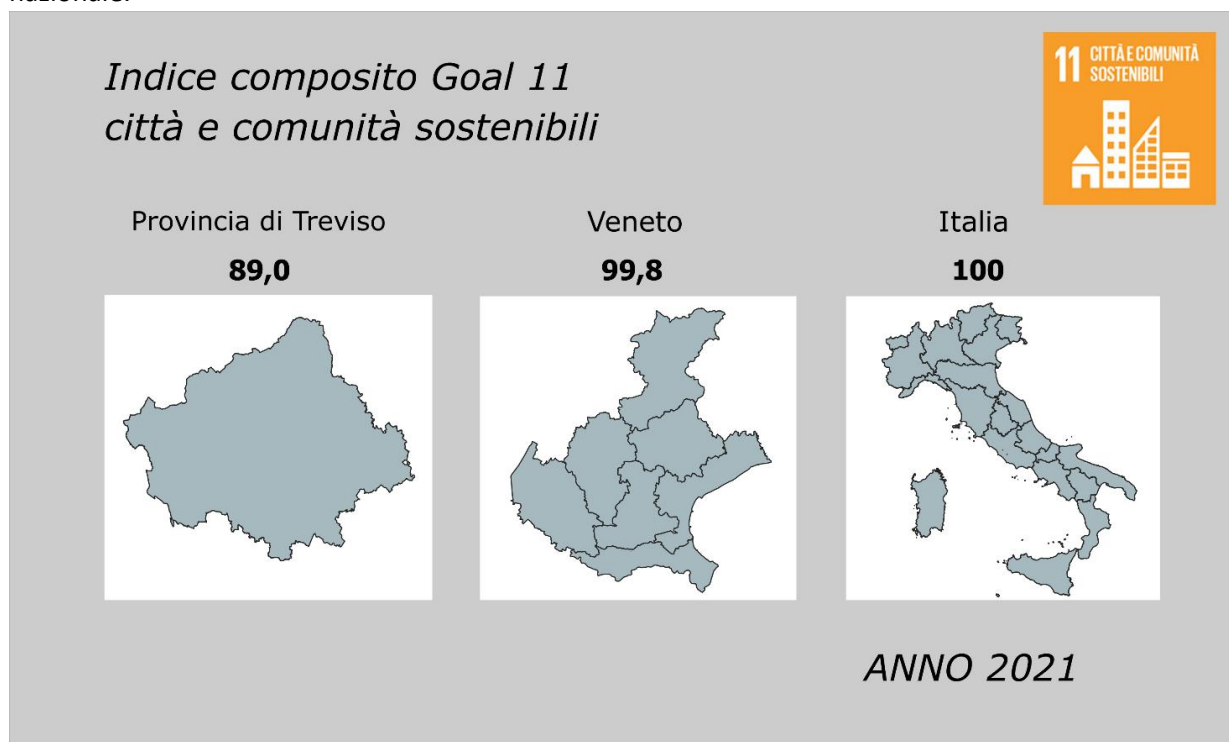 nazionale.
Indice composito Goal 11
città e comunità sostenibili
11 CITTÀ E COMUNITÀ
SOSTENIBILI
Provincia di Treviso
89,0
Veneto
99,8
Italia
100
ANNO 2021